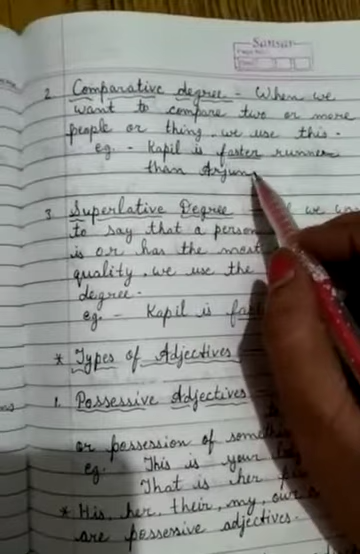 Sundaram
2. Comparative degree - When we
want to compare two or more
people or thing, we use this.
eg. - Kapil is faster runner
than Arjun
3. Superlative Degree we
to say that a person
is or has the most
quality, we use the
degree.
eg. - Kapil is
* Types of Adjectives
1. Possessive Adjectives
or possession of
eg. This is your
That is her
* His, her, their, my, our
are possessive adjectives.